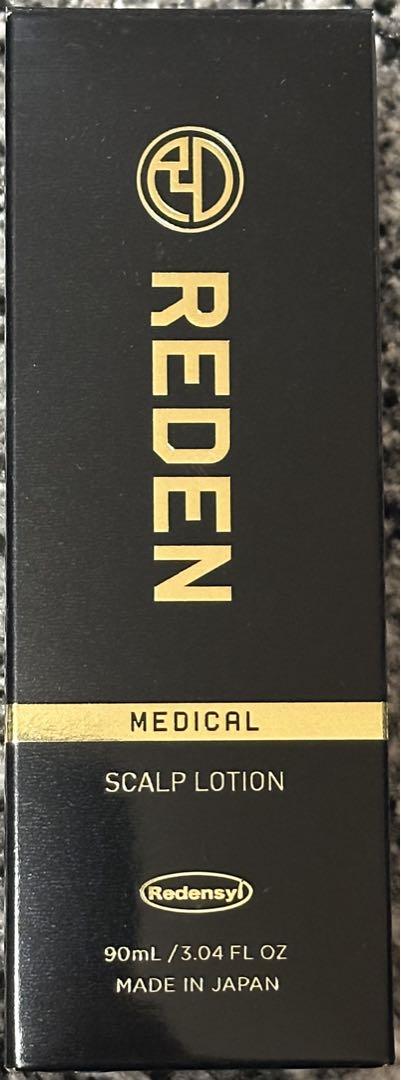 REDEN
MEDICAL
SCALP LOTION
Redensyl
90mL / 3.04 FL OZ
MADE IN JAPAN